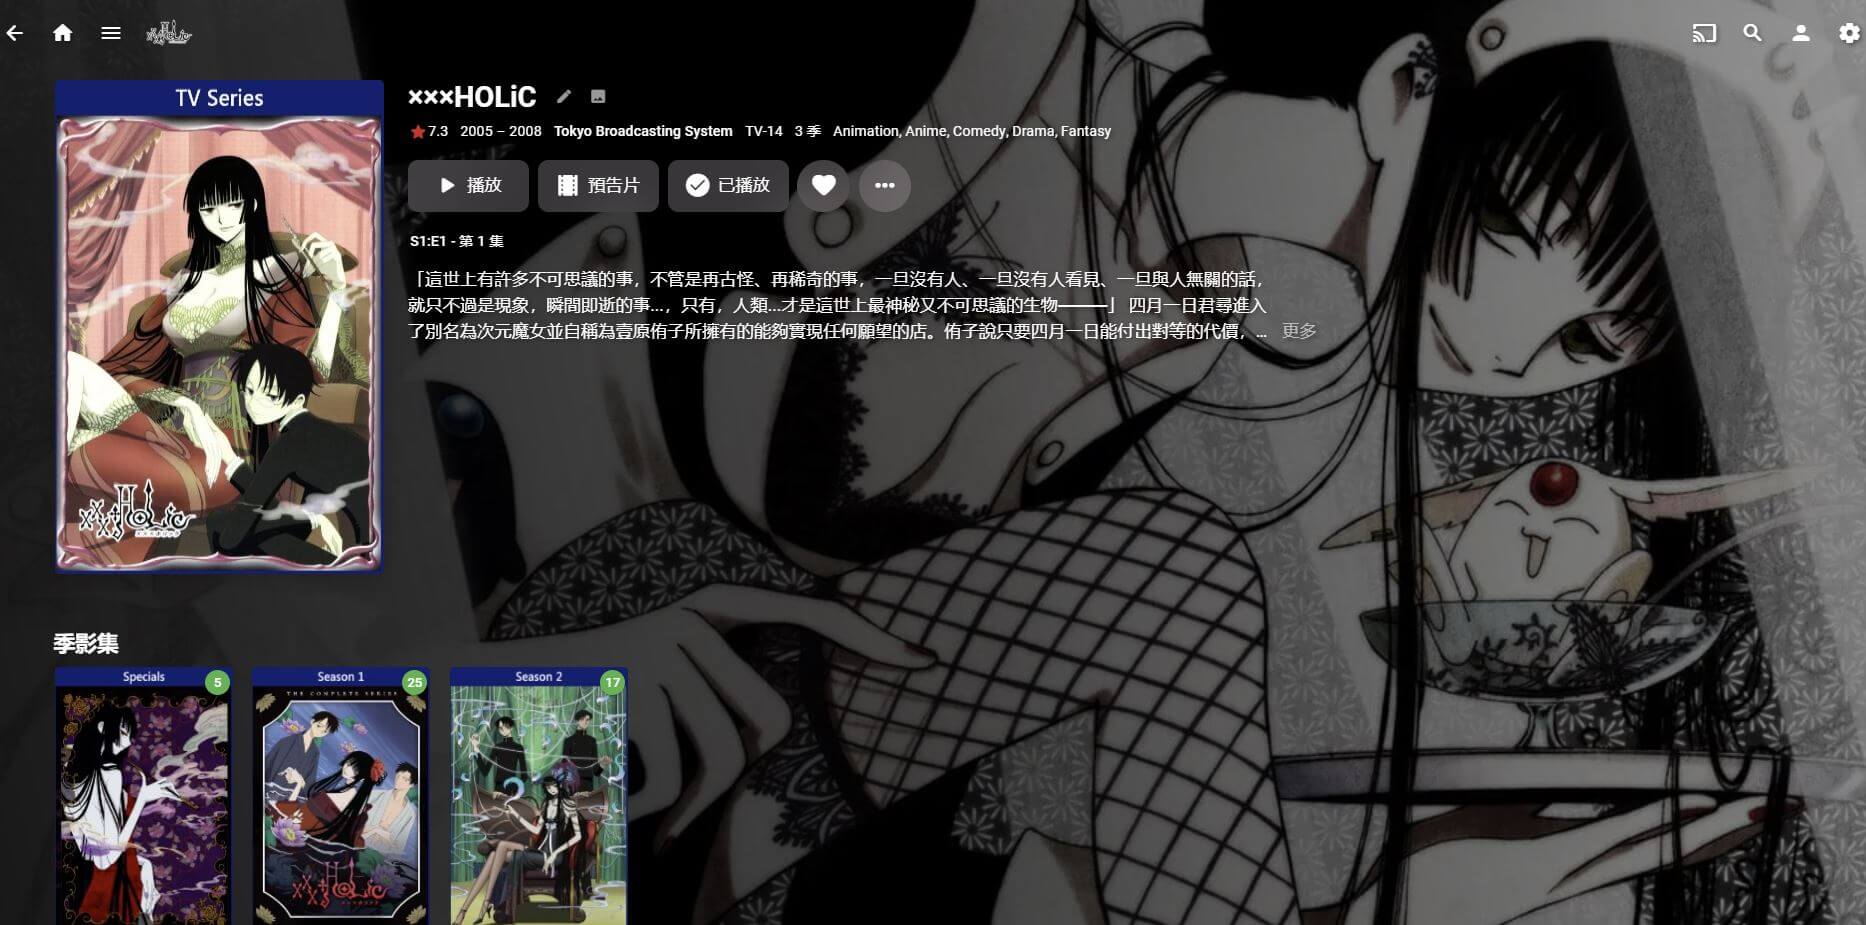 TV Series
×××HOLiC
×××HOLiC
7.3 2005 – 2008 Tokyo Broadcasting System TV-14 3 季 Animation, Anime, Comedy, Drama, Fantasy
播放 預告片 已播放
S1:E1 - 第 1 集
「這世上有許多不可思議的事，不管是再古怪、再稀奇的事，一旦沒有人、一旦沒有人看見、一旦與人無關的話，
就只不過是現象，瞬間即逝的事...，只有，人類...才是這世上最神秘又不可思議的生物———」 四月一日君尋進入
了別名為次元魔女並自稱為壹原侑子所擁有的能夠實現任何願望的店。侑子說只要四月一日能付出對等的代價， ... 更多
季影集
Specials 5
Season 1 25
THE COMPLETE SERIES
×××HOLiC
Season 2 17